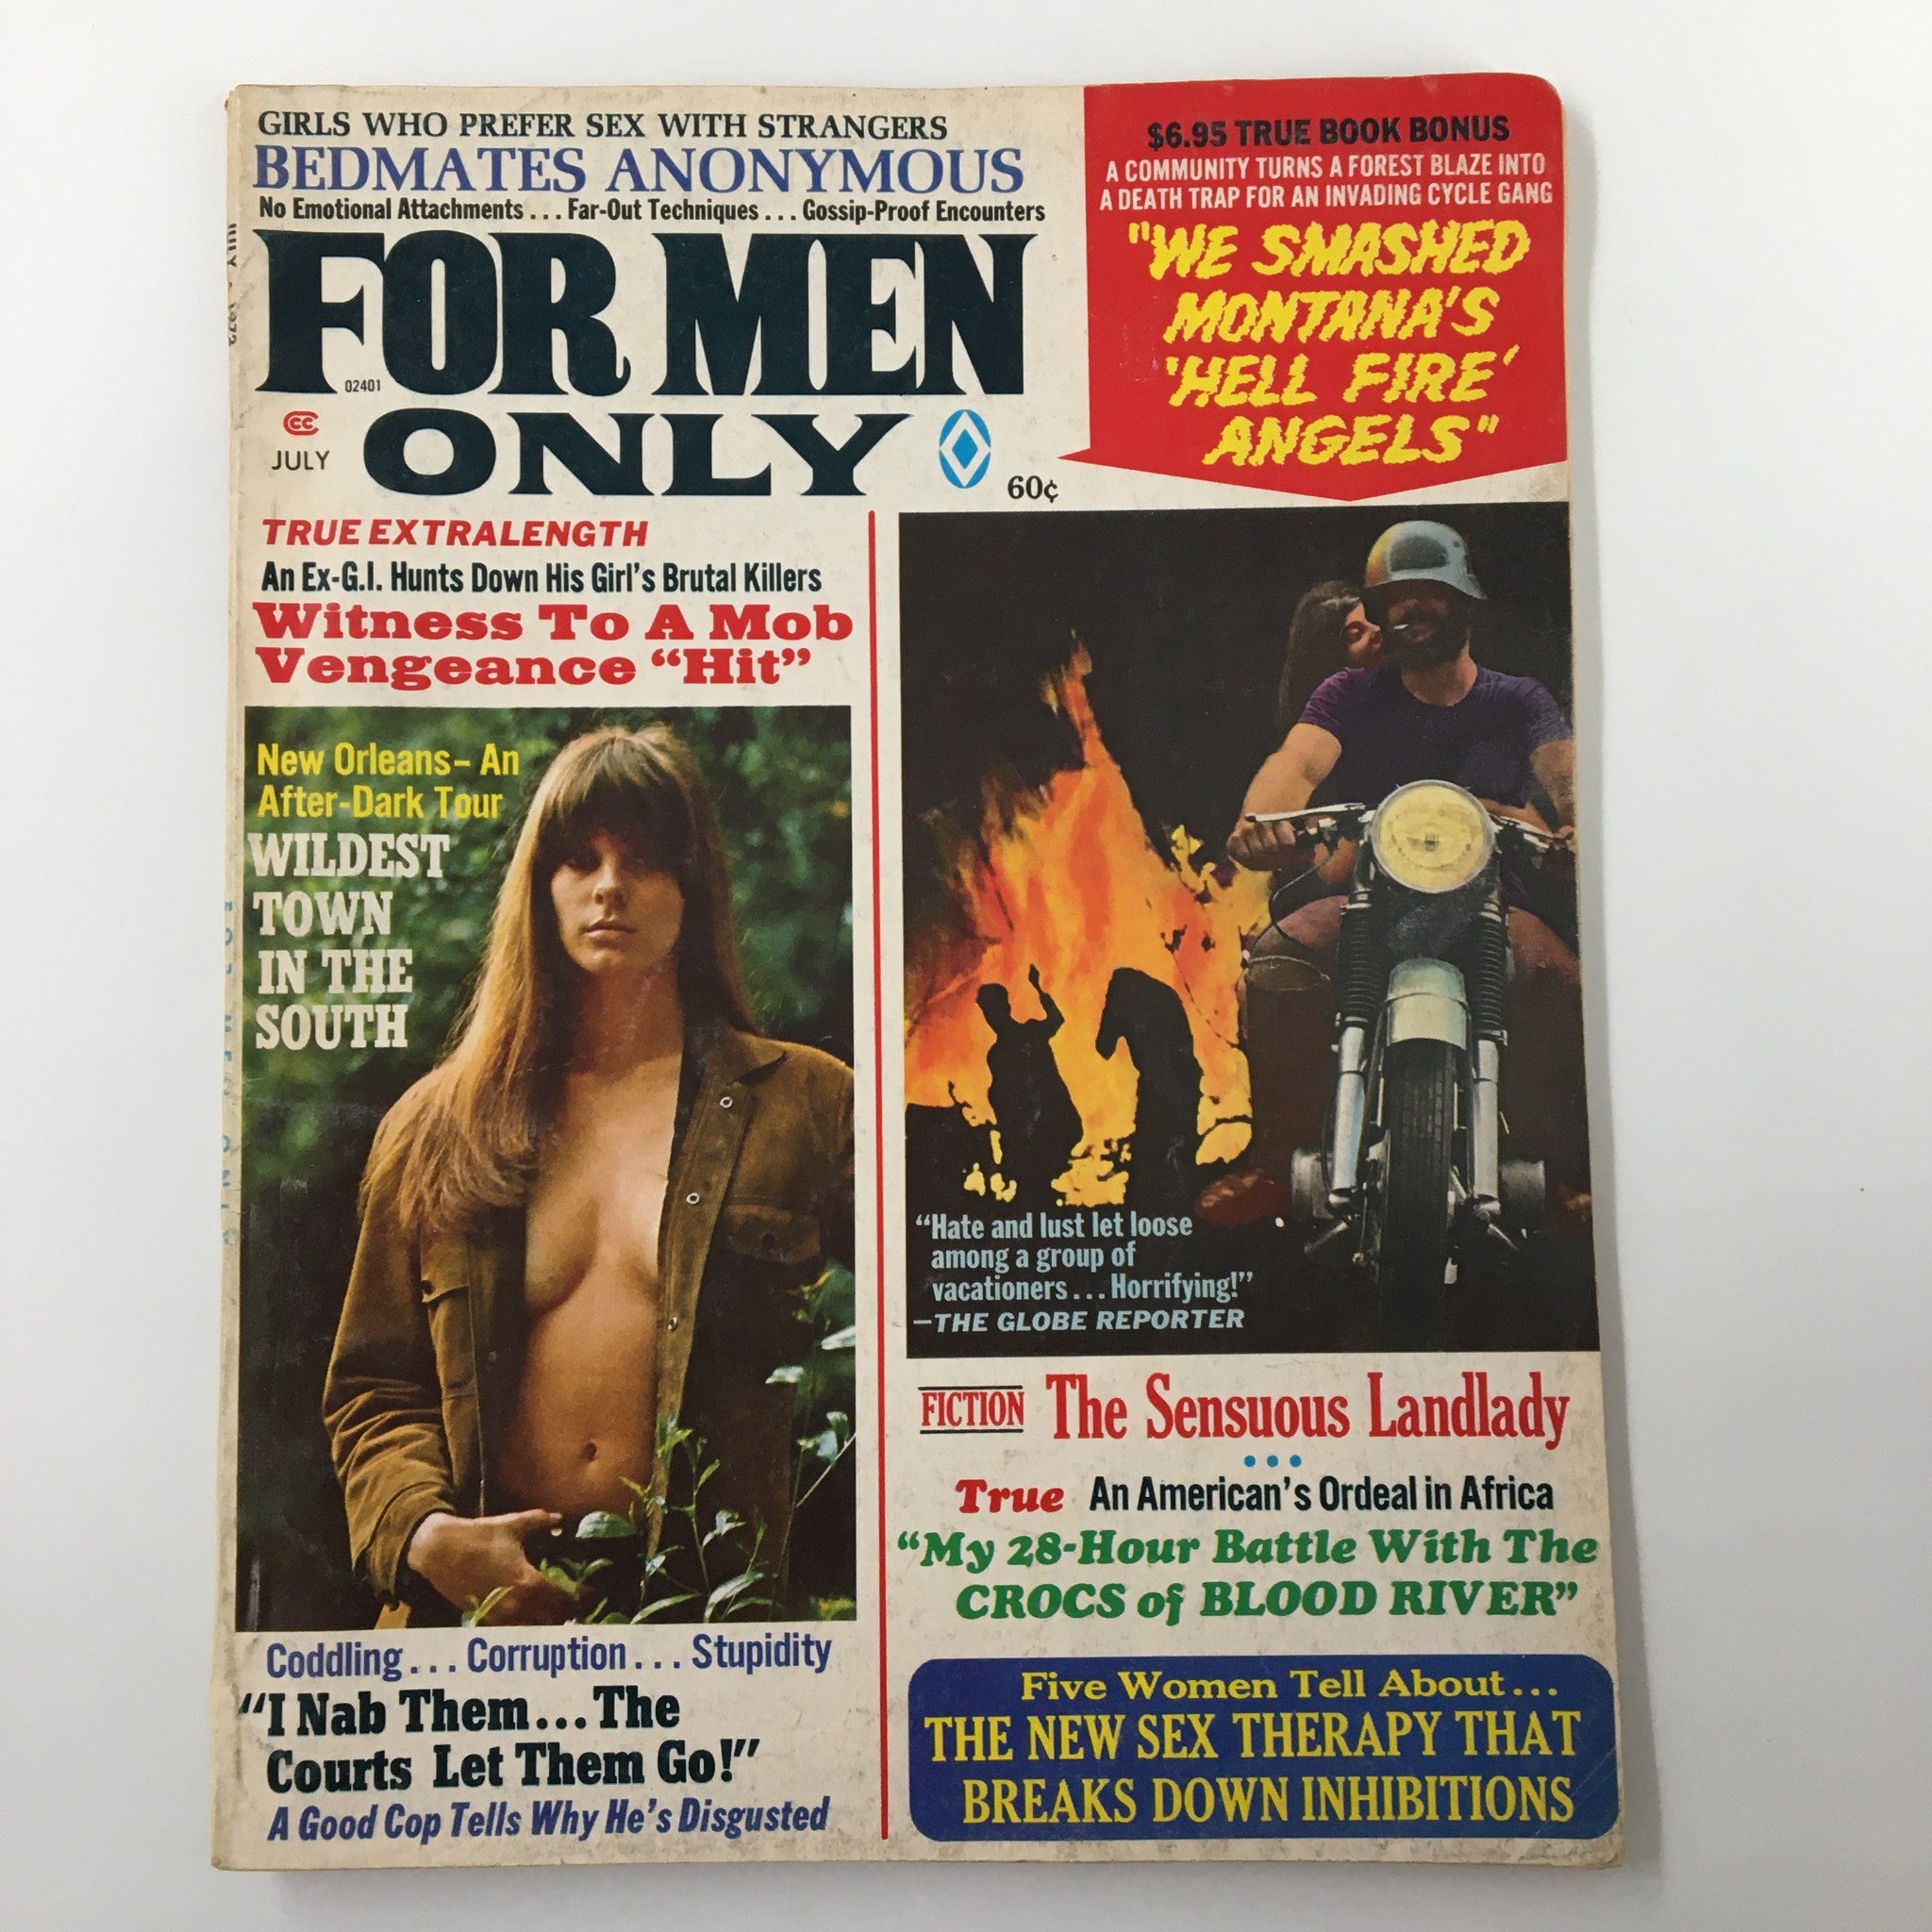 GIRLS WHO PREFER SEX WITH STRANGERS
BEDMATES ANONYMOUS
No Emotional Attachments . . . Far-Out Techniques . . . Gossip-Proof Encounters
FOR MEN
02401
ONLY
CC
JULY
60¢
$6.95 TRUE BOOK BONUS
A COMMUNITY TURNS A FOREST BLAZE INTO
A DEATH TRAP FOR AN INVADING CYCLE GANG
"WE SMASHED
MONTANA'S
'HELL FIRE'
ANGELS"
TRUE EXTRALENGTH
An Ex-G.I. Hunts Down His Girl's Brutal Killers
Witness To A Mob
Vengeance "Hit"
New Orleans–An
After-Dark Tour
WILDEST
TOWN
IN THE
SOUTH
Coddling . . . Corruption . . . Stupidity
"I Nab Them...The
Courts Let Them Go!"
A Good Cop Tells Why He's Disgusted
"Hate and lust let loose
among a group of
vacationers . . . Horrifying!"
—THE GLOBE REPORTER
FICTION The Sensuous Landlady
True An American's Ordeal in Africa
"My 28-Hour Battle With The
CROCS of BLOOD RIVER"
Five Women Tell About...
THE NEW SEX THERAPY THAT
BREAKS DOWN INHIBITIONS